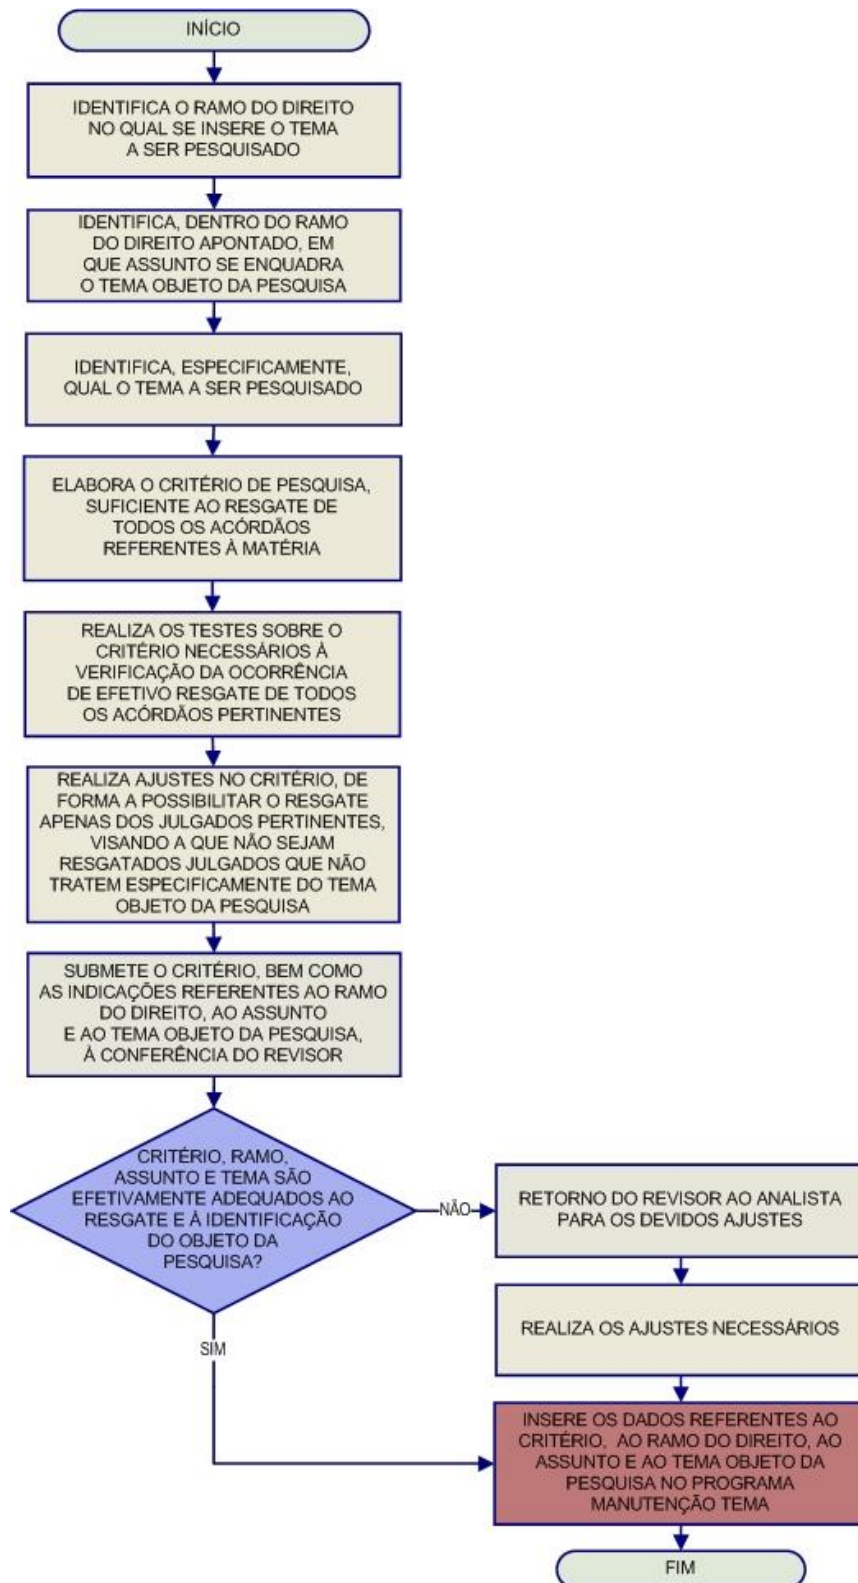 INÍCIO
IDENTIFICA O RAMO DO DIREITO
NO QUAL SE INSERE O TEMA
A SER PESQUISADO
IDENTIFICA, DENTRO DO RAMO
DO DIREITO APONTADO, EM
QUE ASSUNTO SE ENQUADRA
O TEMA OBJETO DA PESQUISA
IDENTIFICA, ESPECIFICAMENTE,
QUAL O TEMA A SER PESQUISADO
ELABORA O CRITÉRIO DE PESQUISA,
SUFICIENTE AO RESGATE DE
TODOS OS ACÓRDÃOS
REFERENTES À MATÉRIA
REALIZA OS TESTES SOBRE O
CRITÉRIO NECESSÁRIOS À
VERIFICAÇÃO DA OCORRÊNCIA
DE EFETIVO RESGATE DE TODOS
OS ACÓRDÃOS PERTINENTES
REALIZA AJUSTES NO CRITÉRIO, DE
FORMA A POSSIBILITAR O RESGATE
APENAS DOS JULGADOS PERTINENTES,
VISANDO A QUE NÃO SEJAM
RESGATADOS JULGADOS QUE NÃO
TRATEM ESPECIFICAMENTE DO TEMA
OBJETO DA PESQUISA
SUBMETE O CRITÉRIO, BEM COMO
AS INDICAÇÕES REFERENTES AO RAMO
DO DIREITO, AO ASSUNTO
E AO TEMA OBJETO DA PESQUISA,
À CONFERÊNCIA DO REVISOR
CRITÉRIO, RAMO,
ASSUNTO E TEMA SÃO
EFETIVAMENTE ADEQUADOS AO
RESGATE E À IDENTIFICAÇÃO
DO OBJETO DA
PESQUISA?
NÃO
RETORNO DO REVISOR AO ANALISTA
PARA OS DEVIDOS AJUSTES
REALIZA OS AJUSTES NECESSÁRIOS
SIM
INSERE OS DADOS REFERENTES AO
CRITÉRIO, AO RAMO DO DIREITO, AO
ASSUNTO E AO TEMA OBJETO DA
PESQUISA NO PROGRAMA
MANUTENÇÃO TEMA
FIM